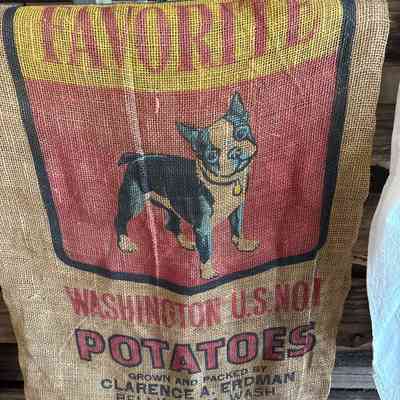 FAVORITE
WASHINGTON U.S. NO.1
POTATOES
GROWN AND PACKED BY
CLARENCE A. ERDMAN
WASH